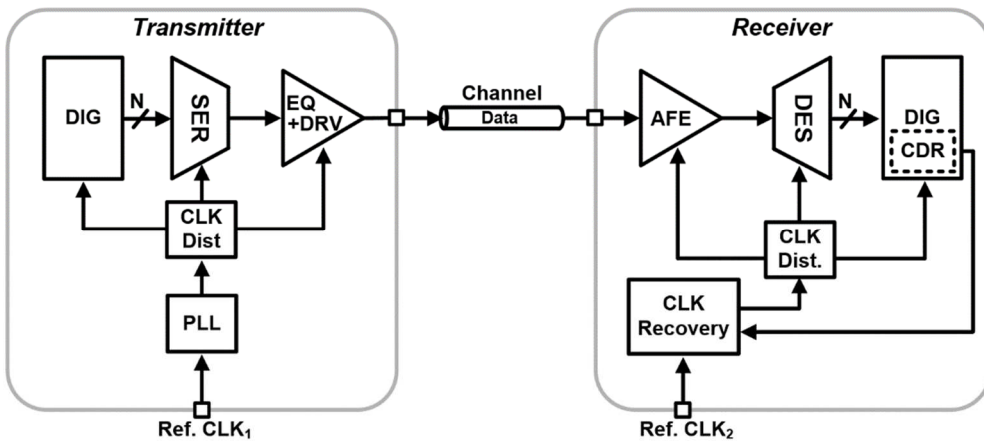 Transmitter
DIG
N
SER
EQ
+DRV
CLK
Dist
PLL
Ref. CLK₁
Channel
Data
Receiver
AFE
DES
N
DIG
CDR
CLK
Dist.
CLK
Recovery
Ref. CLK₂